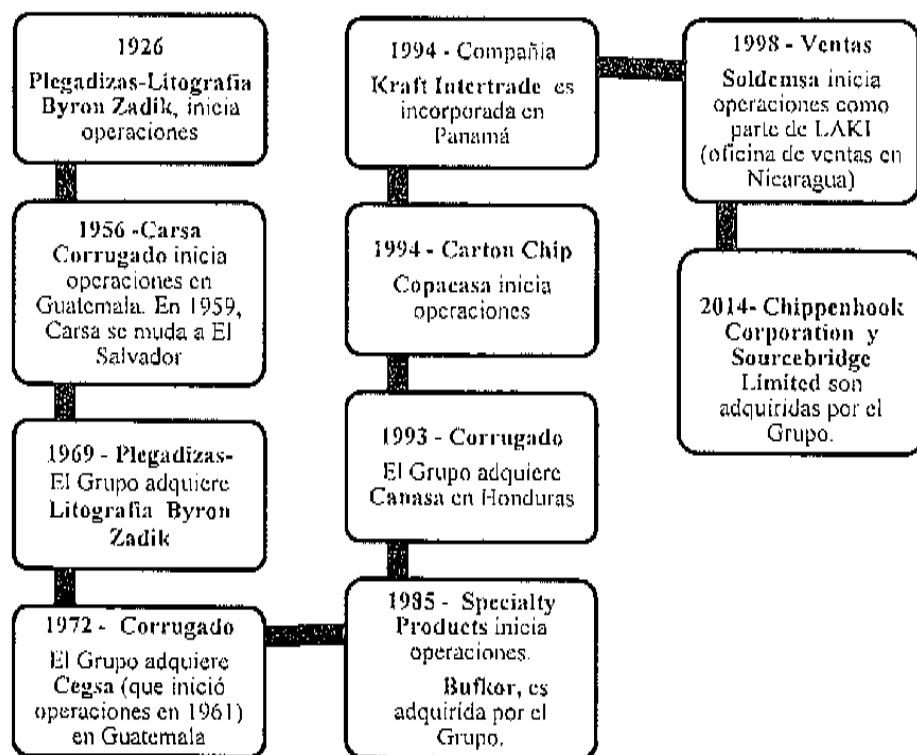 1926
Plegadizas-Litografia
Byron Zadik, inicia
operaciones
1956 -Carsa
Corrugado inicia
operaciones en
Guatemala. En 1959,
Carsa se muda a El
Salvador
1969 - Plegadizas-
El Grupo adquiere
Litografia Byron
Zadik
1972 - Corrugado
El Grupo adquiere
Cegsa (que inició
operaciones en 1961)
en Guatemala
1985 - Specialty
Products inicia
operaciones.
Bufkor, es
adquirida por el
Grupo.
1993 - Corrugado
El Grupo adquiere
Canasa en Honduras
1994 - Carton Chip
Copacasa inicia
operaciones
1994 - Compañia
Kraft Intertrade es
incorporada en
Panamá
1998 - Ventas
Soldemsa inicia
operaciones como
parte de LAKI
(oficina de ventas en
Nicaragua)
2014- Chippenhook
Corporation y
Sourcebridge
Limited son
adquiridas por el
Grupo.